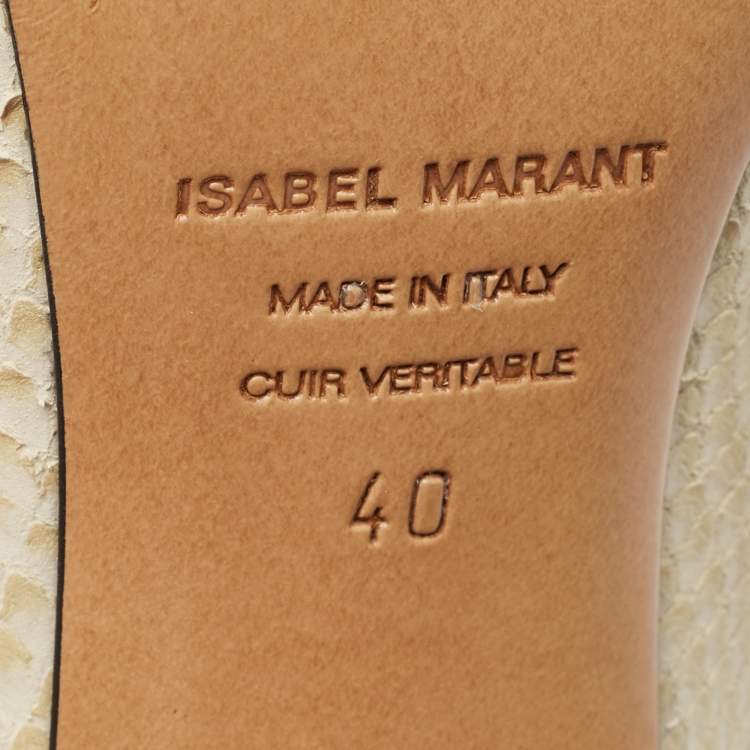 ISABEL MARANT
MADE IN ITALY
CUIR VERITABLE
40